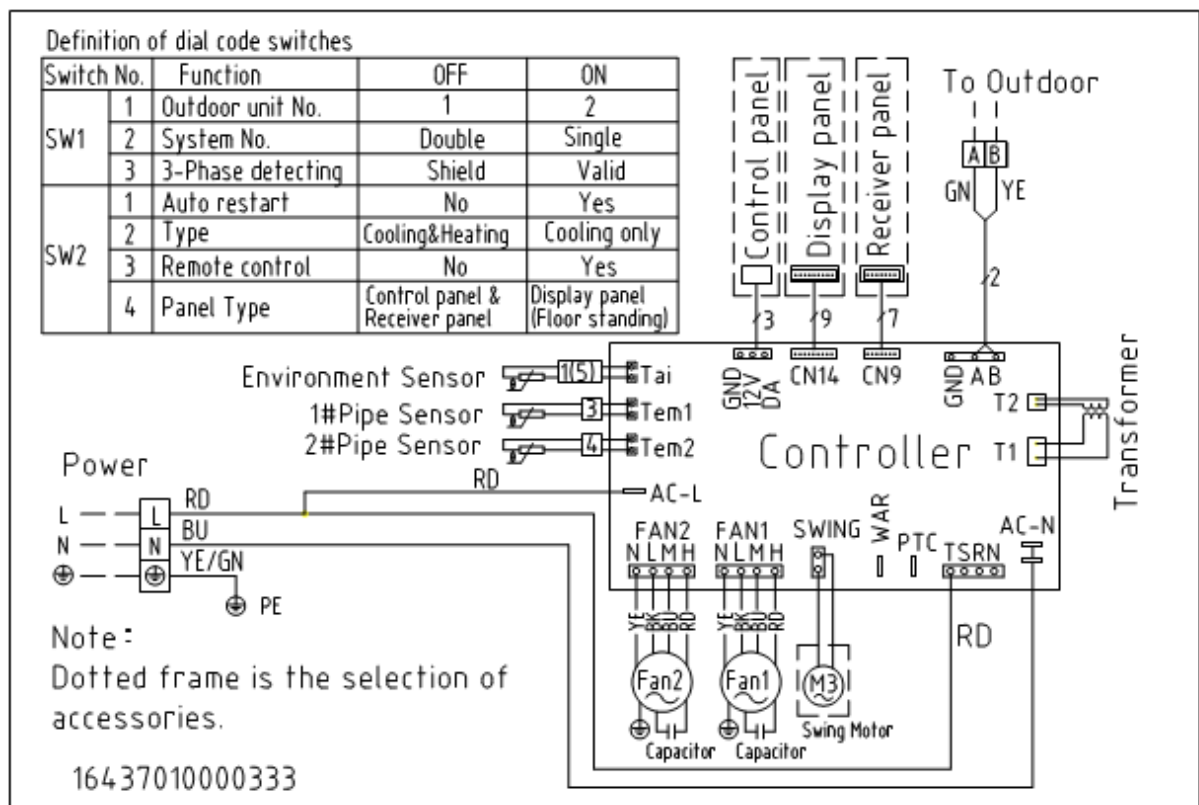 Definition of dial code switches
Switch No. Function OFF ON
SW1
1 Outdoor unit No. 1 2
2 System No. Double Single
3 3-Phase detecting Shield Valid
SW2
1 Auto restart No Yes
2 Type Cooling&Heating Cooling only
3 Remote control No Yes
4 Panel Type Control panel & Receiver panel Display panel (Floor standing)
Control panel
Display panel
Receiver panel
To Outdoor
A B
GN YE
3 9 7 2
GND 12V DA CN14 CN9 GND A B
Environment Sensor 1(5) Tai
1#Pipe Sensor 3 Tem1
2#Pipe Sensor 4 Tem2
T2
T1
Transformer
Controller
Power
RD AC-L
L L RD
N N BU
YE/GN
PE
FAN2 FAN1 SWING WAR PTC AC-N
N L M H N L M H TSRN
YE BK BU RD YE BK BU RD
RD
Fan2 Fan1 M3
Capacitor Capacitor Swing Motor
Note:
Dotted frame is the selection of
accessories.
16437010000333